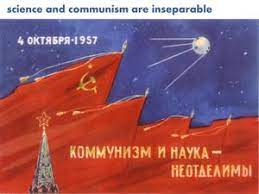 science and communism are inseparable
4 ОКТЯБРЯ-1957
КОММУНИЗМ И НАУКА —
НЕОТДЕЛИМЫ